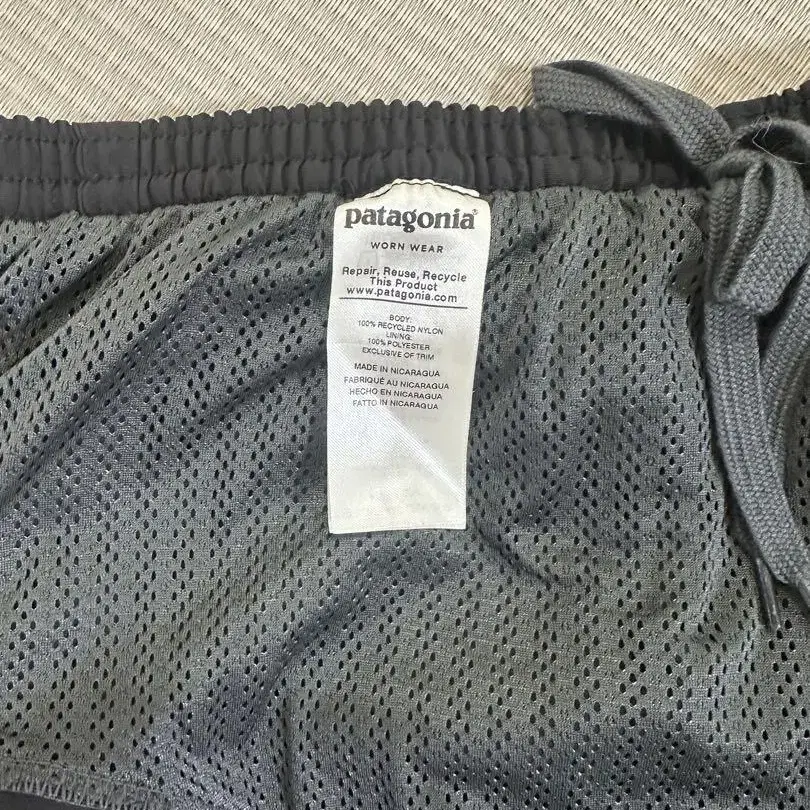 patagonia®
WORN WEAR
Repair, Reuse, Recycle
This Product
www.patagonia.com
BODY:
100% RECYCLED NYLON
LINING:
100% POLYESTER
EXCLUSIVE OF TRIM
MADE IN NICARAGUA
FABRIQUÉ AU NICARAGUA
HECHO EN NICARAGUA
FATTO IN NICARAGUA